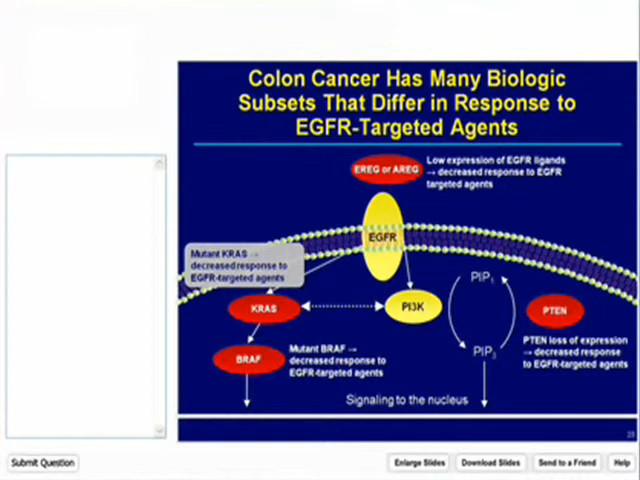 Colon Cancer Has Many Biologic
Subsets That Differ in Response to
EGFR-Targeted Agents
EREG or AREG
Low expression of EGFR ligands
→ decreased response to EGFR
targeted agents
EGFR
Mutant KRAS →
decreased response to
EGFR-targeted agents
KRAS
PI3K
PIP
PTEN
BRAF
Mutant BRAF →
decreased response to
EGFR-targeted agents
PIP
PTEN loss of expression
→ decreased response
to EGFR-targeted agents
Signaling to the nucleus
Submit Question
Enlarge Slides
Download Slides
Send to a Friend
Help